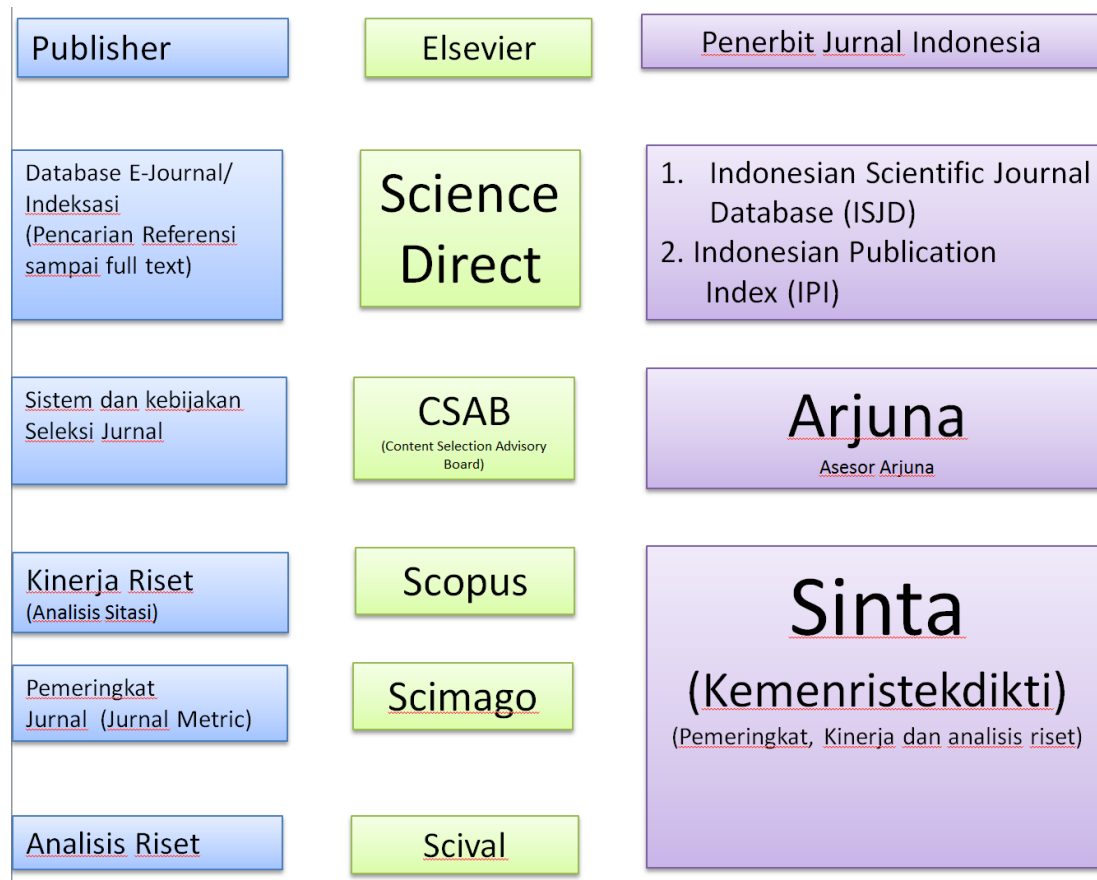 Publisher
Elsevier
Penerbit Jurnal Indonesia
Database E-Journal/
Indeksasi
(Pencarian Referensi
sampai full text)
Science
Direct
1. Indonesian Scientific Journal
Database (ISJD)
2. Indonesian Publication
Index (IPI)
Sistem dan kebijakan
Seleksi Jurnal
CSAB
(Content Selection Advisory
Board)
Arjuna
Asesor Arjuna
Kinerja Riset
(Analisis Sitasi)
Scopus
Sinta
(Kemenristekdikti)
(Pemeringkat, Kinerja dan analisis riset)
Pemeringkat
Jurnal (Jurnal Metric)
Scimago
Analisis Riset
Scival